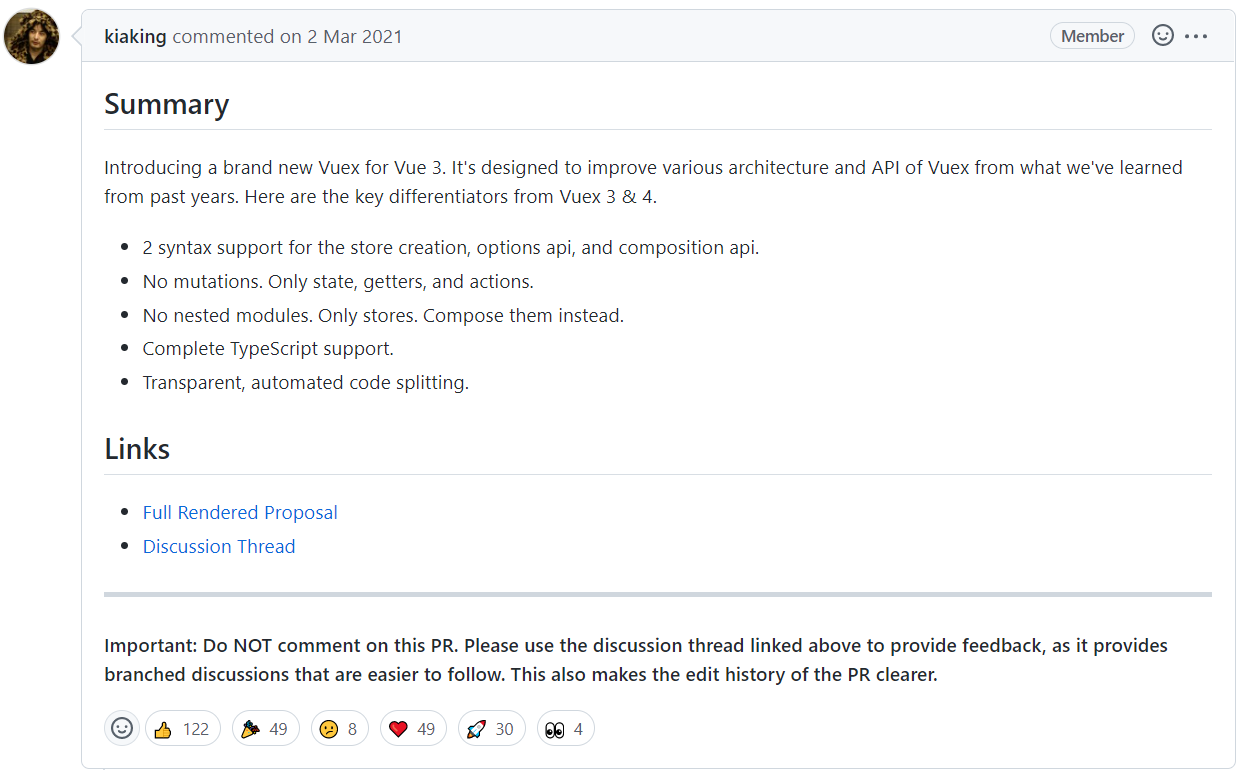 kiaking commented on 2 Mar 2021
Member
Summary
Introducing a brand new Vuex for Vue 3. It's designed to improve various architecture and API of Vuex from what we've learned
from past years. Here are the key differentiators from Vuex 3 & 4.
2 syntax support for the store creation, options api, and composition api.
No mutations. Only state, getters, and actions.
No nested modules. Only stores. Compose them instead.
Complete TypeScript support.
Transparent, automated code splitting.
Links
Full Rendered Proposal
Discussion Thread
Important: Do NOT comment on this PR. Please use the discussion thread linked above to provide feedback, as it provides
branched discussions that are easier to follow. This also makes the edit history of the PR clearer.
122 49 8 49 30 4